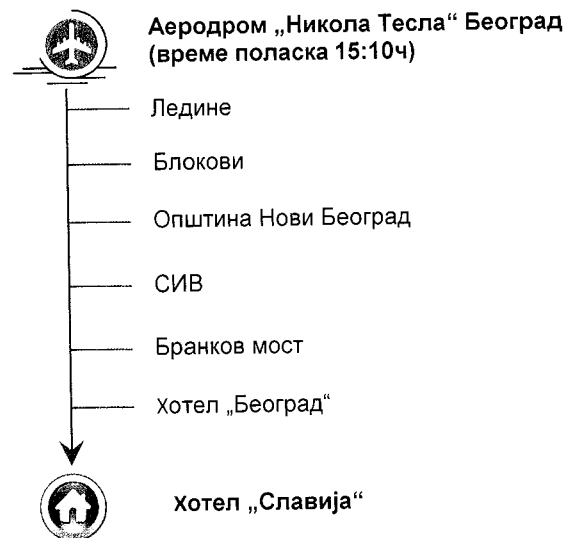 Аеродром „Никола Тесла“ Београд
(време поласка 15:10ч)
Ледине
Блокови
Општина Нови Београд
СИВ
Бранков мост
Хотел „Београд“
Хотел „Славија“